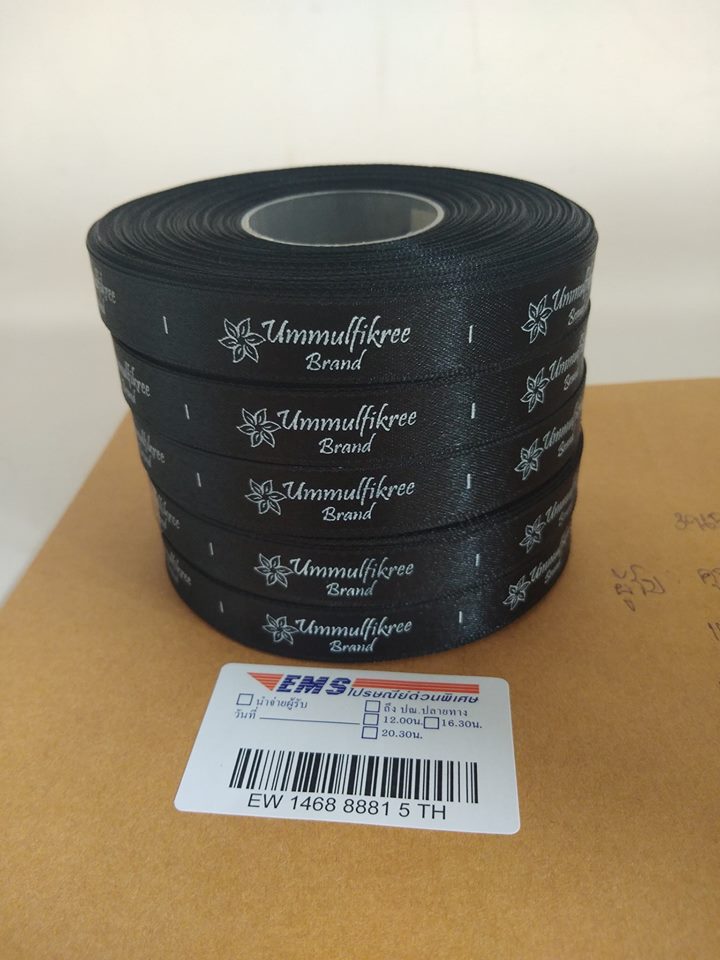 Ummulfikree
Brand
Ummulfikree
Brand
Ummulfikree
Brand
Ummulfikree
Brand
Ummulfikree
Brand
EMS ไปรษณีย์ด่วนพิเศษ
นำจ่ายผู้รับ
ถึง ปณ.ปลายทาง
วันที่
12.00น. 16.30น.
20.30น.
EW 1468 8881 5 TH